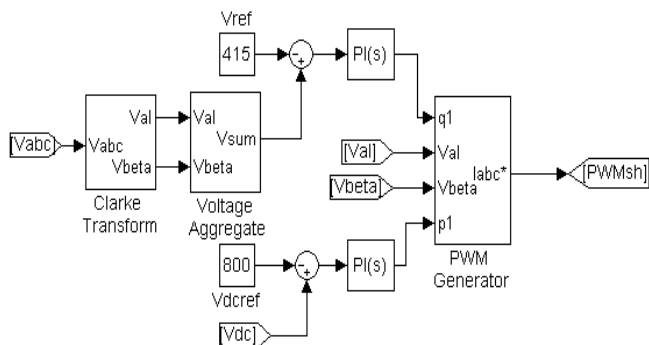 Vref
415
PI(s)
[Vabc]
Vabc
Val
Vbeta
Clarke
Transform
Val
Vbeta
Vsum
Voltage
Aggregate
[Val]
[Vbeta]
q1
Val
Vbeta
p1
Iabc*
PWM
Generator
[PWMsh]
800
Vdcref
PI(s)
[Vdc]